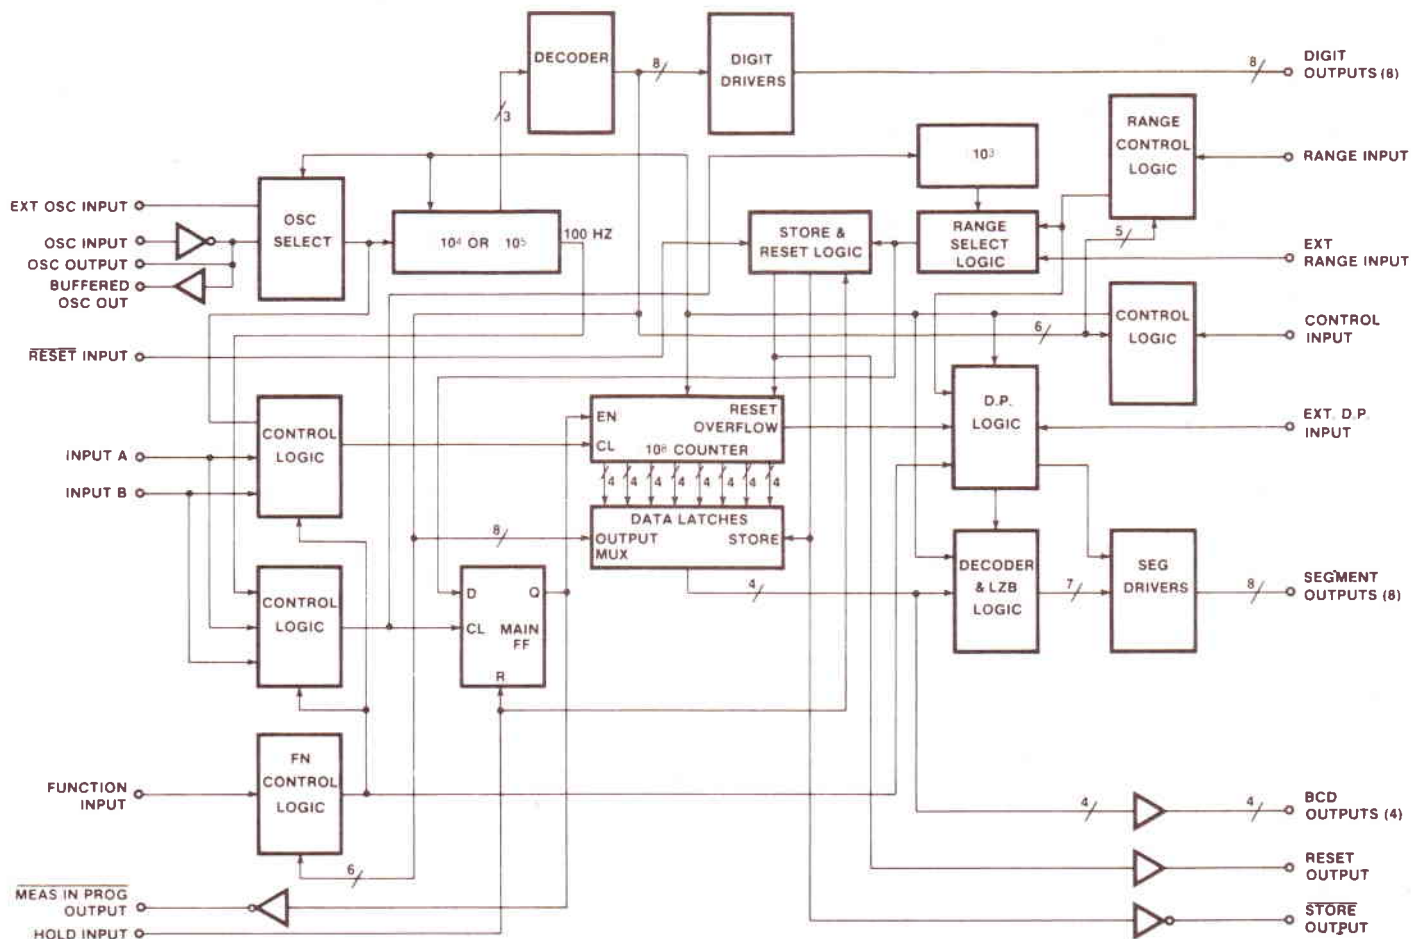 DECODER
8
DIGIT
DRIVERS
8
DIGIT
OUTPUTS (8)
3
RANGE
CONTROL
LOGIC
RANGE INPUT
10³
EXT OSC INPUT
OSC INPUT
OSC OUTPUT
BUFFERED
OSC OUT
OSC
SELECT
10⁴ OR 10⁵
100 HZ
STORE &
RESET LOGIC
RANGE
SELECT
LOGIC
5
EXT
RANGE INPUT
RESET INPUT
6
CONTROL
LOGIC
CONTROL
INPUT
INPUT A
INPUT B
CONTROL
LOGIC
EN
CL
RESET
OVERFLOW
10⁸ COUNTER
D.P.
LOGIC
EXT. D.P.
INPUT
4 4 4 4 4 4 4 4
DATA LATCHES
OUTPUT
MUX
STORE
8
CONTROL
LOGIC
D
Q
CL
MAIN
FF
R
4
DECODER
& LZB
LOGIC
7
SEG
DRIVERS
8
SEGMENT
OUTPUTS (8)
FUNCTION
INPUT
FN
CONTROL
LOGIC
6
4
4
BCD
OUTPUTS (4)
RESET
OUTPUT
MEAS IN PROG
OUTPUT
HOLD INPUT
STORE
OUTPUT